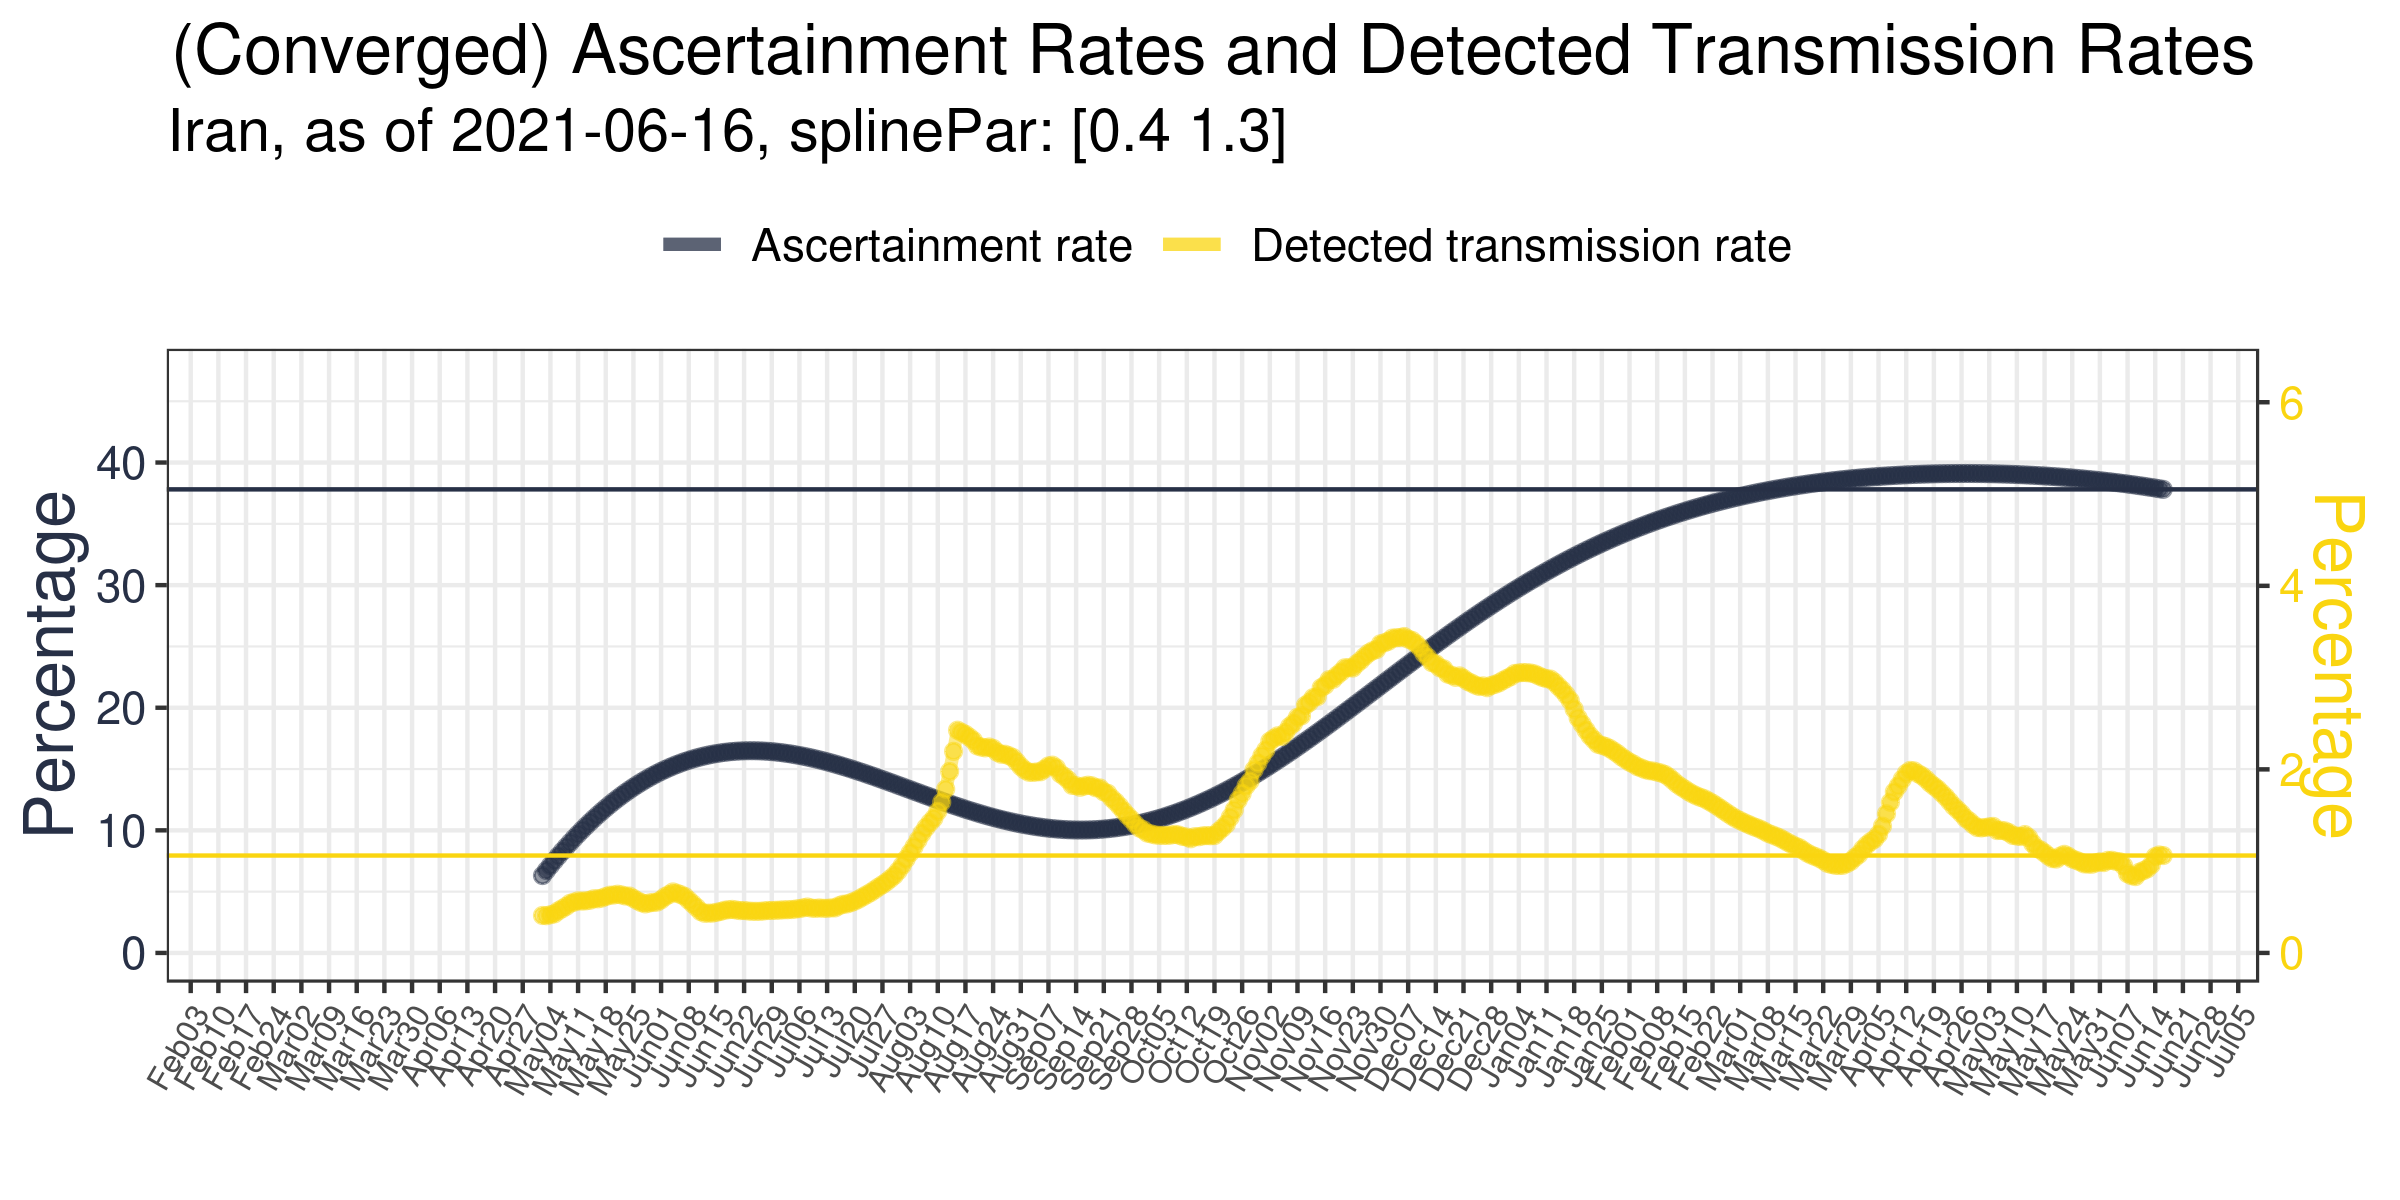 (Converged) Ascertainment Rates and Detected Transmission Rates
Iran, as of 2021-06-16, splinePar: [0.4 1.3]
Ascertainment rate Detected transmission rate
Percentage
40
30
20
10
0
6
4
2
0
Percentage
Feb03 Feb10 Feb17 Feb24 Mar02 Mar09 Mar16 Mar23 Mar30 Apr06 Apr13 Apr20 Apr27 May04 May11 May18 May25 Jun01 Jun08 Jun15 Jun22 Jun29 Jul06 Jul13 Jul20 Jul27 Aug03 Aug10 Aug17 Aug24 Aug31 Sep07 Sep14 Sep21 Sep28 Oct05 Oct12 Oct19 Oct26 Nov02 Nov09 Nov16 Nov23 Nov30 Dec07 Dec14 Dec21 Dec28 Jan04 Jan11 Jan18 Jan25 Feb01 Feb08 Feb15 Feb22 Mar01 Mar08 Mar15 Mar22 Mar29 Apr05 Apr12 Apr19 Apr26 May03 May10 May17 May24 May31 Jun07 Jun14 Jun21 Jun28 Jul05